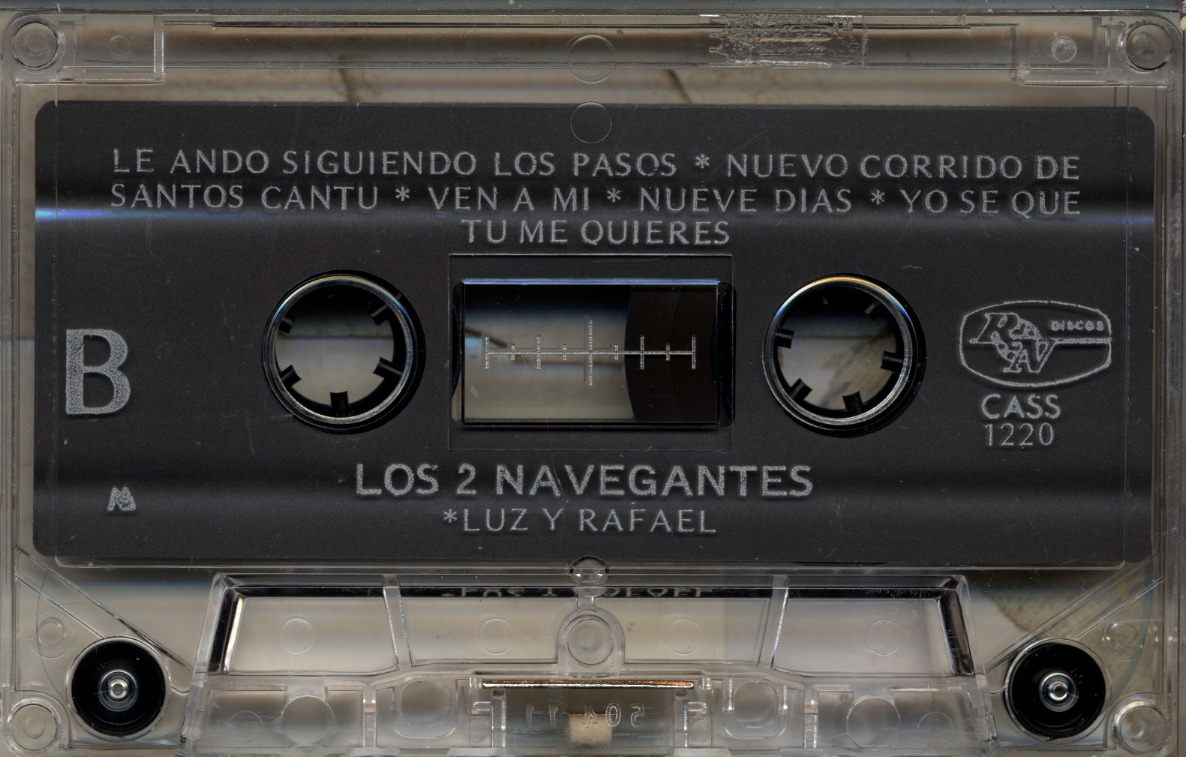 LE ANDO SIGUIENDO LOS PASOS * NUEVO CORRIDO DE
SANTOS CANTU * VEN A MI * NUEVE DIAS * YO SE QUE
TU ME QUIERES
B
DISCOS
CASS
1220
LOS 2 NAVEGANTES
*LUZ Y RAFAEL